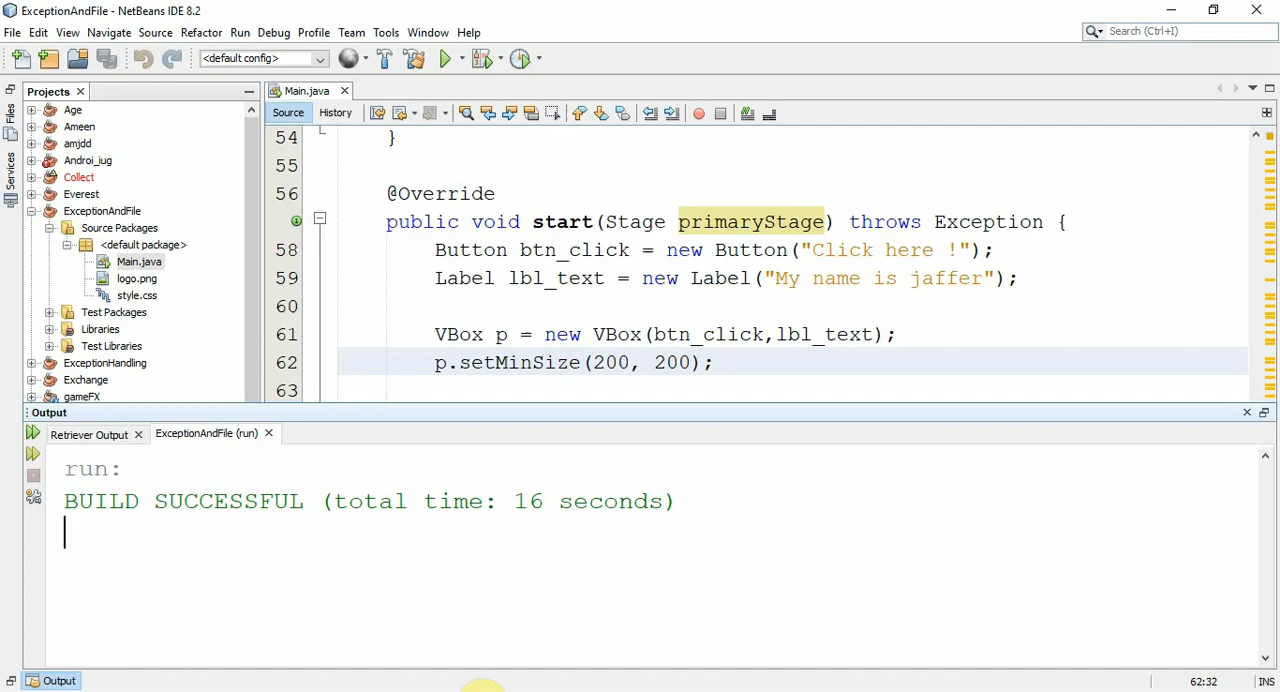 ExceptionAndFile - NetBeans IDE 8.2
File Edit View Navigate Source Refactor Run Debug Profile Team Tools Window Help
Search (Ctrl+I)
<default config>
Projects
Files
Services
Age
Ameen
amjdd
Androi_iug
Collect
Everest
ExceptionAndFile
Source Packages
<default package>
Main.java
logo.png
style.css
Test Packages
Libraries
Test Libraries
ExceptionHandling
Exchange
gameFX
Main.java
Source History
54 }
55
56 @Override
public void start(Stage primaryStage) throws Exception {
58 Button btn_click = new Button("Click here !");
59 Label lbl_text = new Label("My name is jaffer");
60
61 VBox p = new VBox(btn_click,lbl_text);
62 p.setMinSize(200, 200);
63
Output
Retriever Output ExceptionAndFile (run)
run:
BUILD SUCCESSFUL (total time: 16 seconds)
Output
62:32 INS